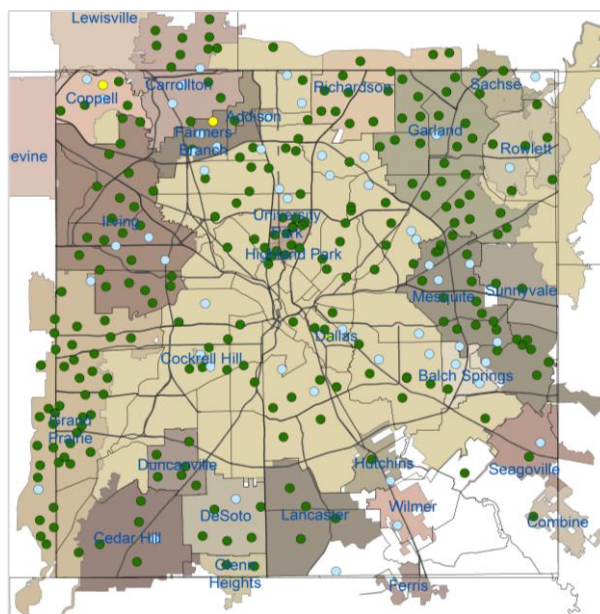 Lewisville
Coppell
Carrollton
Addison
Richardson
Sachse
Farmers
Branch
Garland
Rowlett
evine
Irving
University
Park
Highland Park
Mesquite
Sunnyvale
Dallas
Cockrell Hill
Balch Springs
Grand
Prairie
Duncanville
Hutchins
Seagoville
DeSoto
Lancaster
Wilmer
Combine
Cedar Hill
Glenn
Heights
Ferris